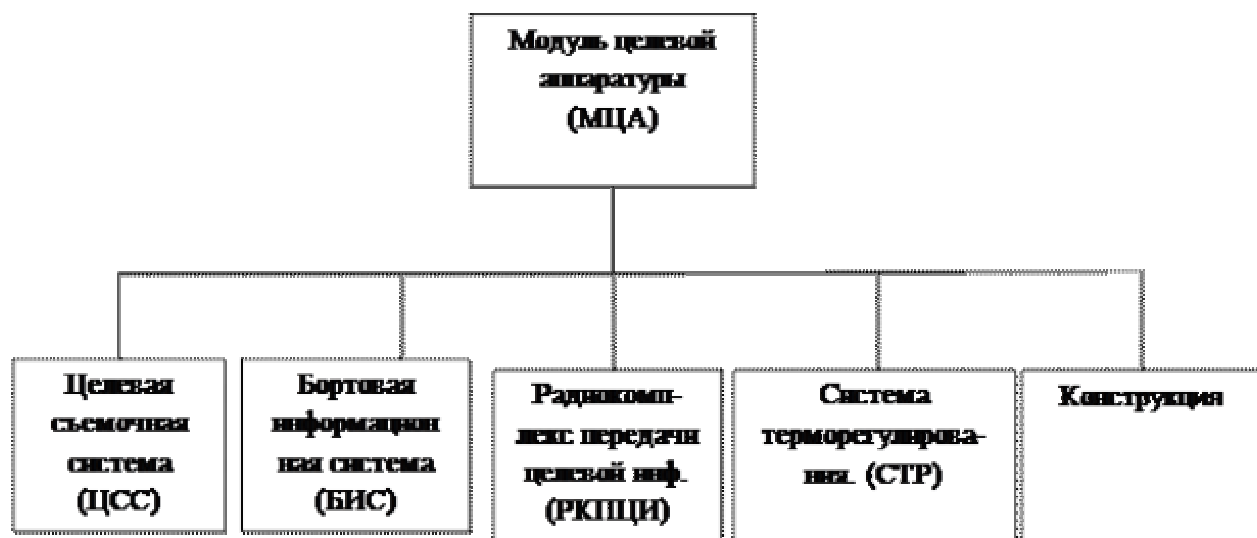 Модуль целевой
аппаратуры
(МЦА)
Целевая
съемочная
система
(ЦСС)
Бортовая
информацион
ная система
(БИС)
Радиокомп-
лекс передачи
целевой инф.
(РКПЦИ)
Система
терморегулирова-
ния. (СТР)
Конструкция